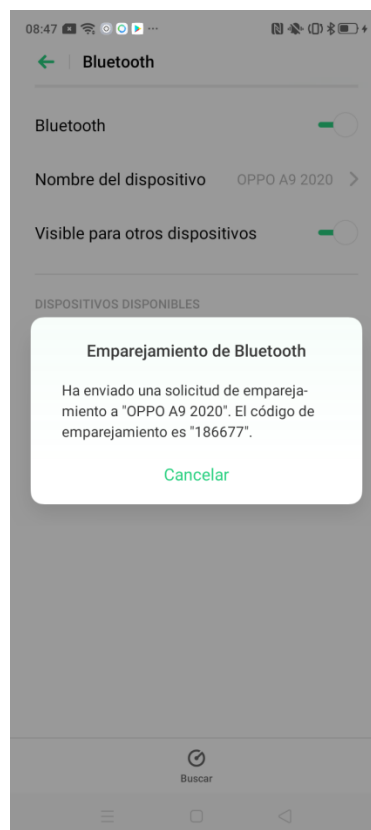 08:47
Bluetooth
Bluetooth
Nombre del dispositivo OPPO A9 2020
Visible para otros dispositivos
DISPOSITIVOS DISPONIBLES
Emparejamiento de Bluetooth
Ha enviado una solicitud de empareja-
miento a "OPPO A9 2020". El código de
emparejamiento es "186677".
Cancelar
Buscar